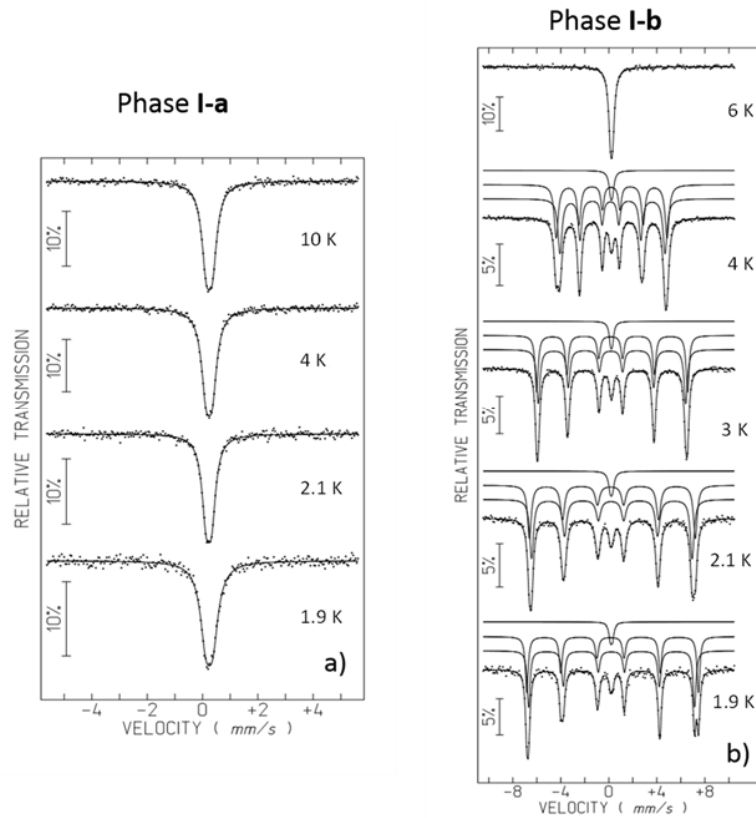 Phase I-a
RELATIVE TRANSMISSION
10%
10 K
10%
4 K
10%
2.1 K
10%
1.9 K
a)
-4 -2 0 +2 +4
VELOCITY ( mm/s )
Phase I-b
RELATIVE TRANSMISSION
10%
6 K
5%
4 K
5%
3 K
5%
2.1 K
5%
1.9 K
b)
-8 -4 0 +4 +8
VELOCITY ( mm/s )